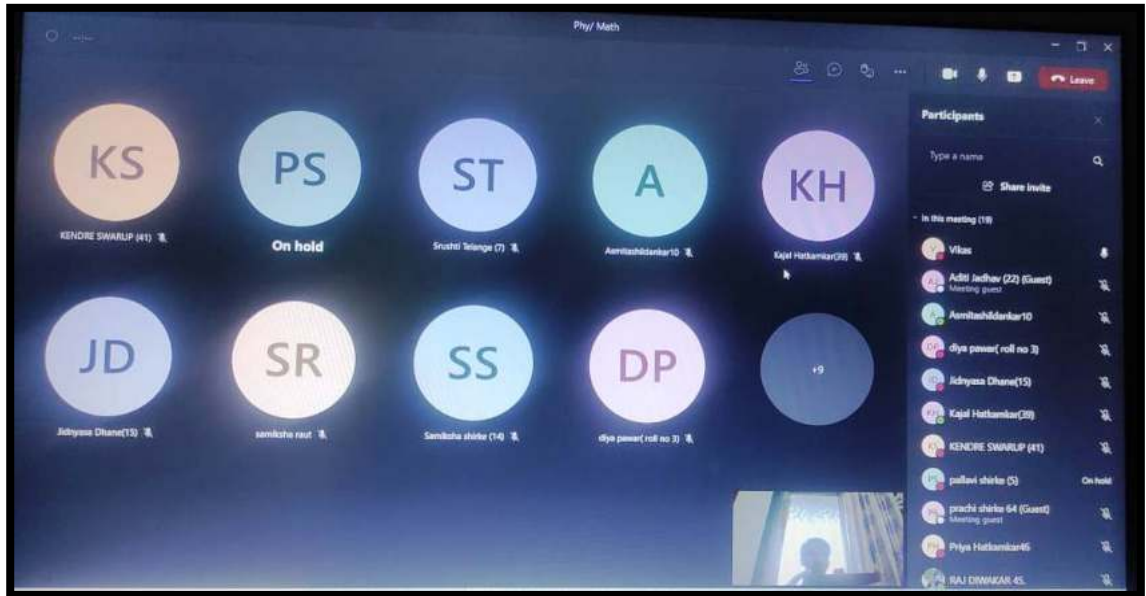 Phy/ Math
Leave
KS
PS
ST
A
KH
KENDRE SWARUP (41)
On hold
Srushti Telange (7)
Asmitashildankar10
Kajal Hatkamkar(39)
JD
SR
SS
DP
+9
Jidnyasa Dhane(15)
samiksha raut
Samiksha shirke (14)
diya pawar( roll no 3)
Participants
Type a name
Share invite
In this meeting (19)
Vikas
Aditi Jadhav (22) (Guest)
Meeting guest
Asmitashildankar10
diya pawar( roll no 3)
Jidnyasa Dhane(15)
Kajal Hatkamkar(39)
KENDRE SWARUP (41)
pallavi shirke (5) On hold
prachi shirke 64 (Guest)
Meeting guest
Priya Hatkamkar46
RAJ DIWAKAR 45.